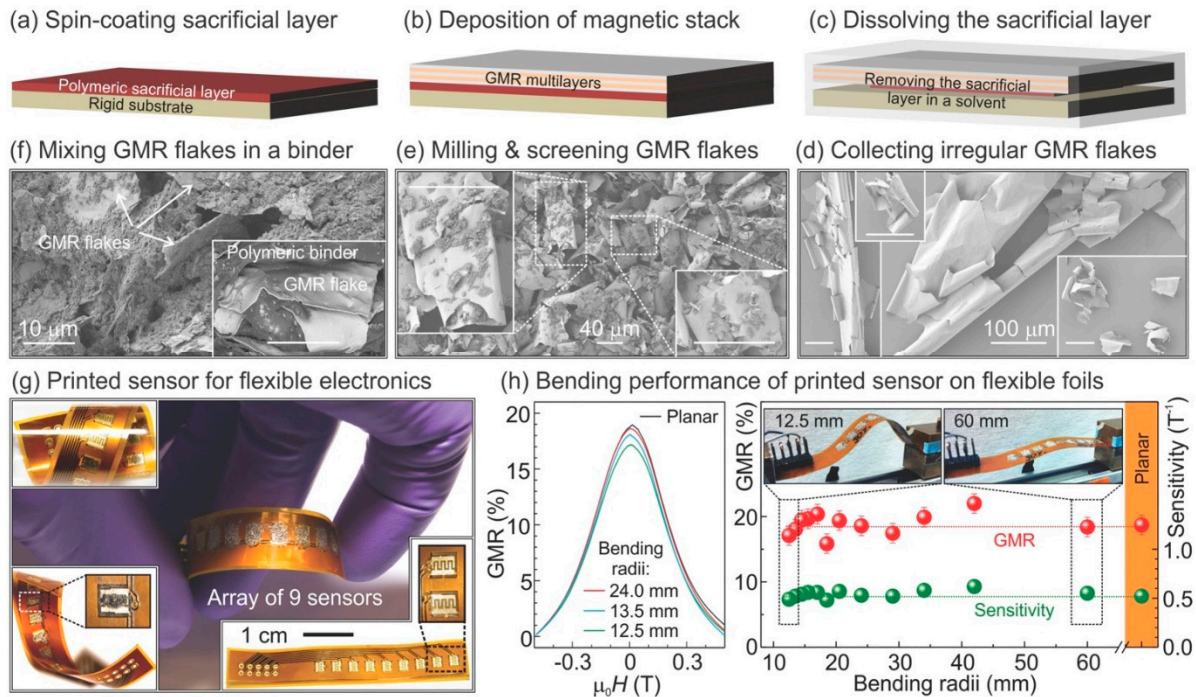 (a) Spin-coating sacrificial layer
Polymeric sacrificial layer
Rigid substrate
(b) Deposition of magnetic stack
GMR multilayers
(c) Dissolving the sacrificial layer
Removing the sacrificial
layer in a solvent
(f) Mixing GMR flakes in a binder
GMR flakes
Polymeric binder
GMR flake
10 μm
(e) Milling & screening GMR flakes
40 μm
(d) Collecting irregular GMR flakes
100 μm
(g) Printed sensor for flexible electronics
Array of 9 sensors
1 cm
(h) Bending performance of printed sensor on flexible foils
GMR (%)
20
15
10
5
0
Planar
Bending
radii:
24.0 mm
13.5 mm
12.5 mm
-0.3
0
0.3
μ₀H (T)
GMR (%)
20
10
0
12.5 mm
60 mm
GMR
Sensitivity
Planar
1.0
0.5
0.0
Sensitivity (T⁻¹)
10
20
30
40
50
60
Bending radii (mm)